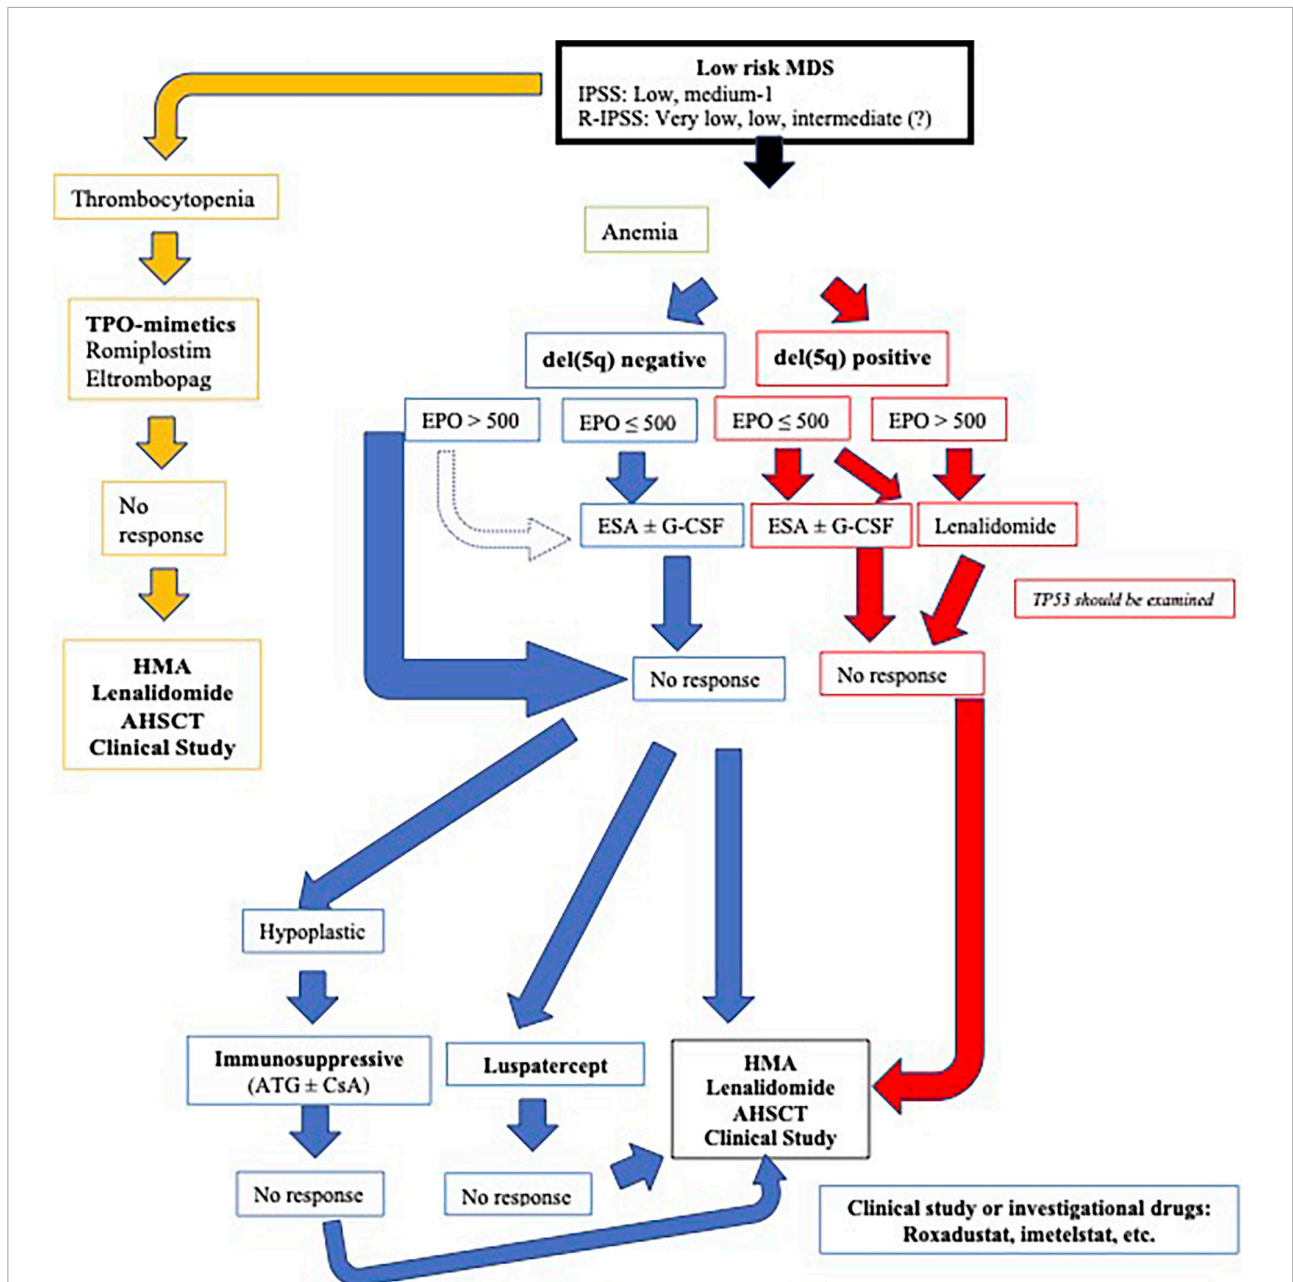 Low risk MDS
IPSS: Low, medium-1
R-IPSS: Very low, low, intermediate (?)
Thrombocytopenia
TPO-mimetics
Romiplostim
Eltrombopag
No
response
HMA
Lenalidomide
AHSCT
Clinical Study
Anemia
del(5q) negative
del(5q) positive
EPO > 500
EPO ≤ 500
EPO ≤ 500
EPO > 500
ESA ± G-CSF
ESA ± G-CSF
Lenalidomide
TP53 should be examined
No response
No response
Hypoplastic
Immunosuppressive
(ATG ± CsA)
Luspatercept
HMA
Lenalidomide
AHSCT
Clinical Study
No response
No response
Clinical study or investigational drugs:
Roxadustat, imetelstat, etc.